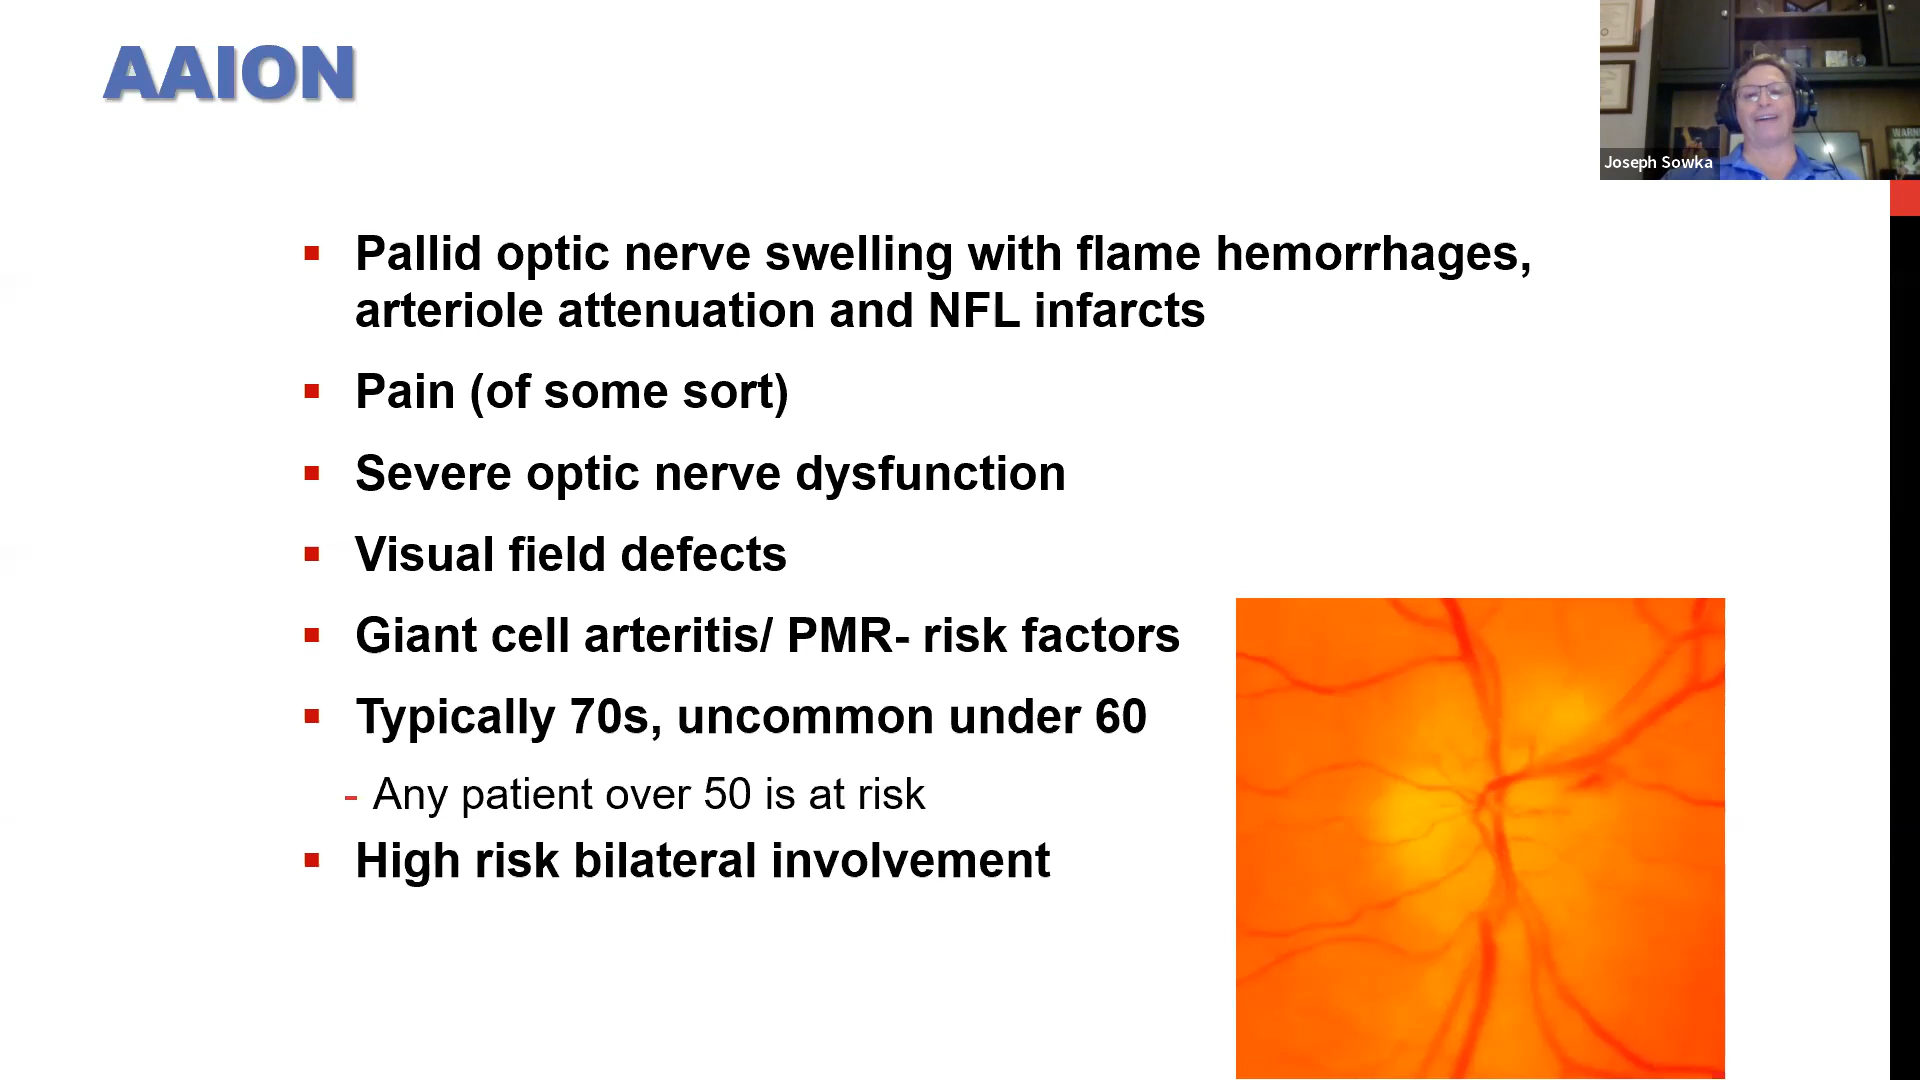 AAION
WARN
Joseph Sowka
▪ Pallid optic nerve swelling with flame hemorrhages,
arteriole attenuation and NFL infarcts
▪ Pain (of some sort)
▪ Severe optic nerve dysfunction
▪ Visual field defects
▪ Giant cell arteritis/ PMR- risk factors
▪ Typically 70s, uncommon under 60
- Any patient over 50 is at risk
▪ High risk bilateral involvement